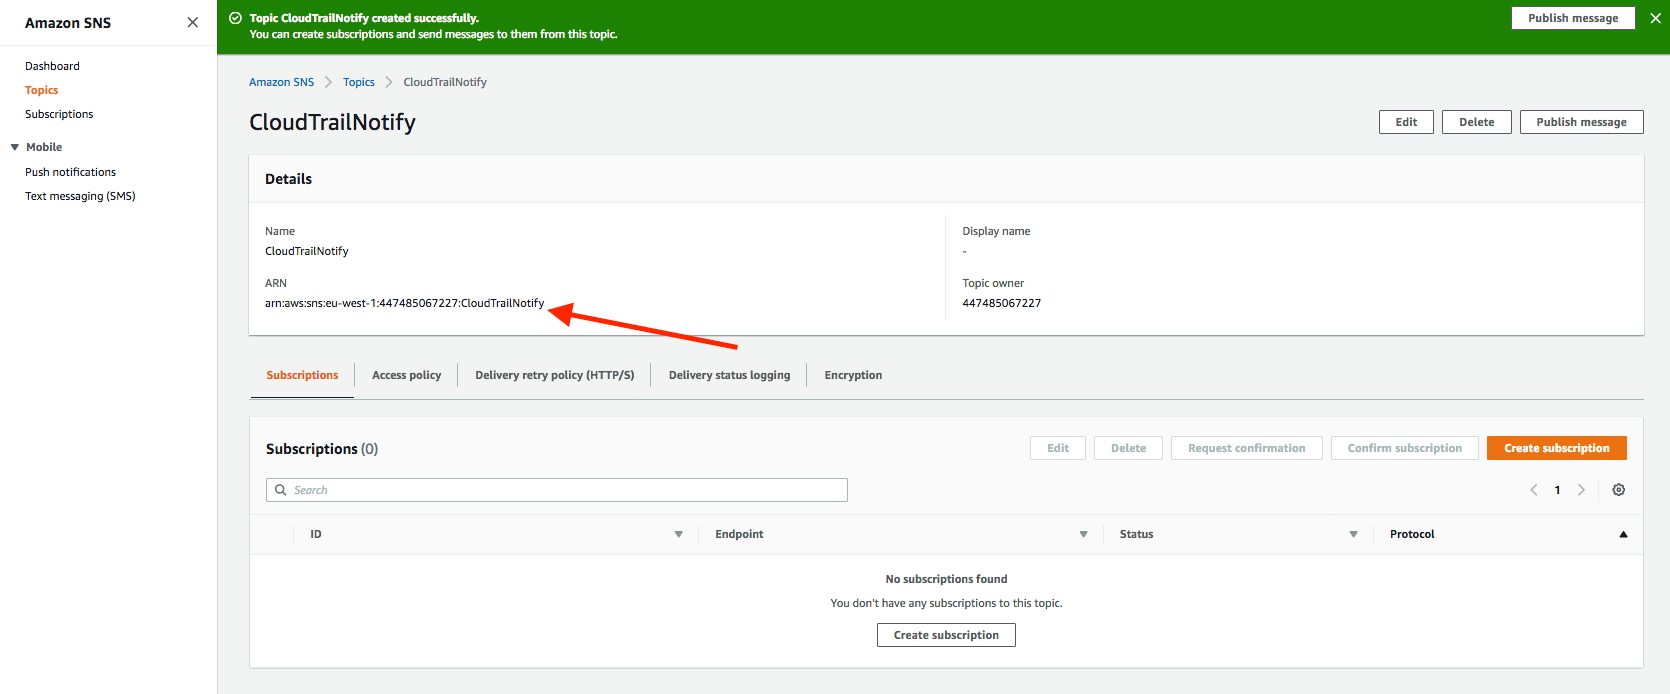 Amazon SNS
Dashboard
Topics
Subscriptions
Mobile
Push notifications
Text messaging (SMS)
Topic CloudTrailNotify created successfully.
You can create subscriptions and send messages to them from this topic.
Publish message
Amazon SNS > Topics > CloudTrailNotify
CloudTrailNotify
Edit Delete Publish message
Details
Name
CloudTrailNotify
ARN
arn:aws:sns:eu-west-1:447485067227:CloudTrailNotify
Display name
-
Topic owner
447485067227
Subscriptions Access policy Delivery retry policy (HTTP/S) Delivery status logging Encryption
Subscriptions (0)
Edit Delete Request confirmation Confirm subscription Create subscription
Search
1
ID Endpoint Status Protocol
No subscriptions found
You don't have any subscriptions to this topic.
Create subscription